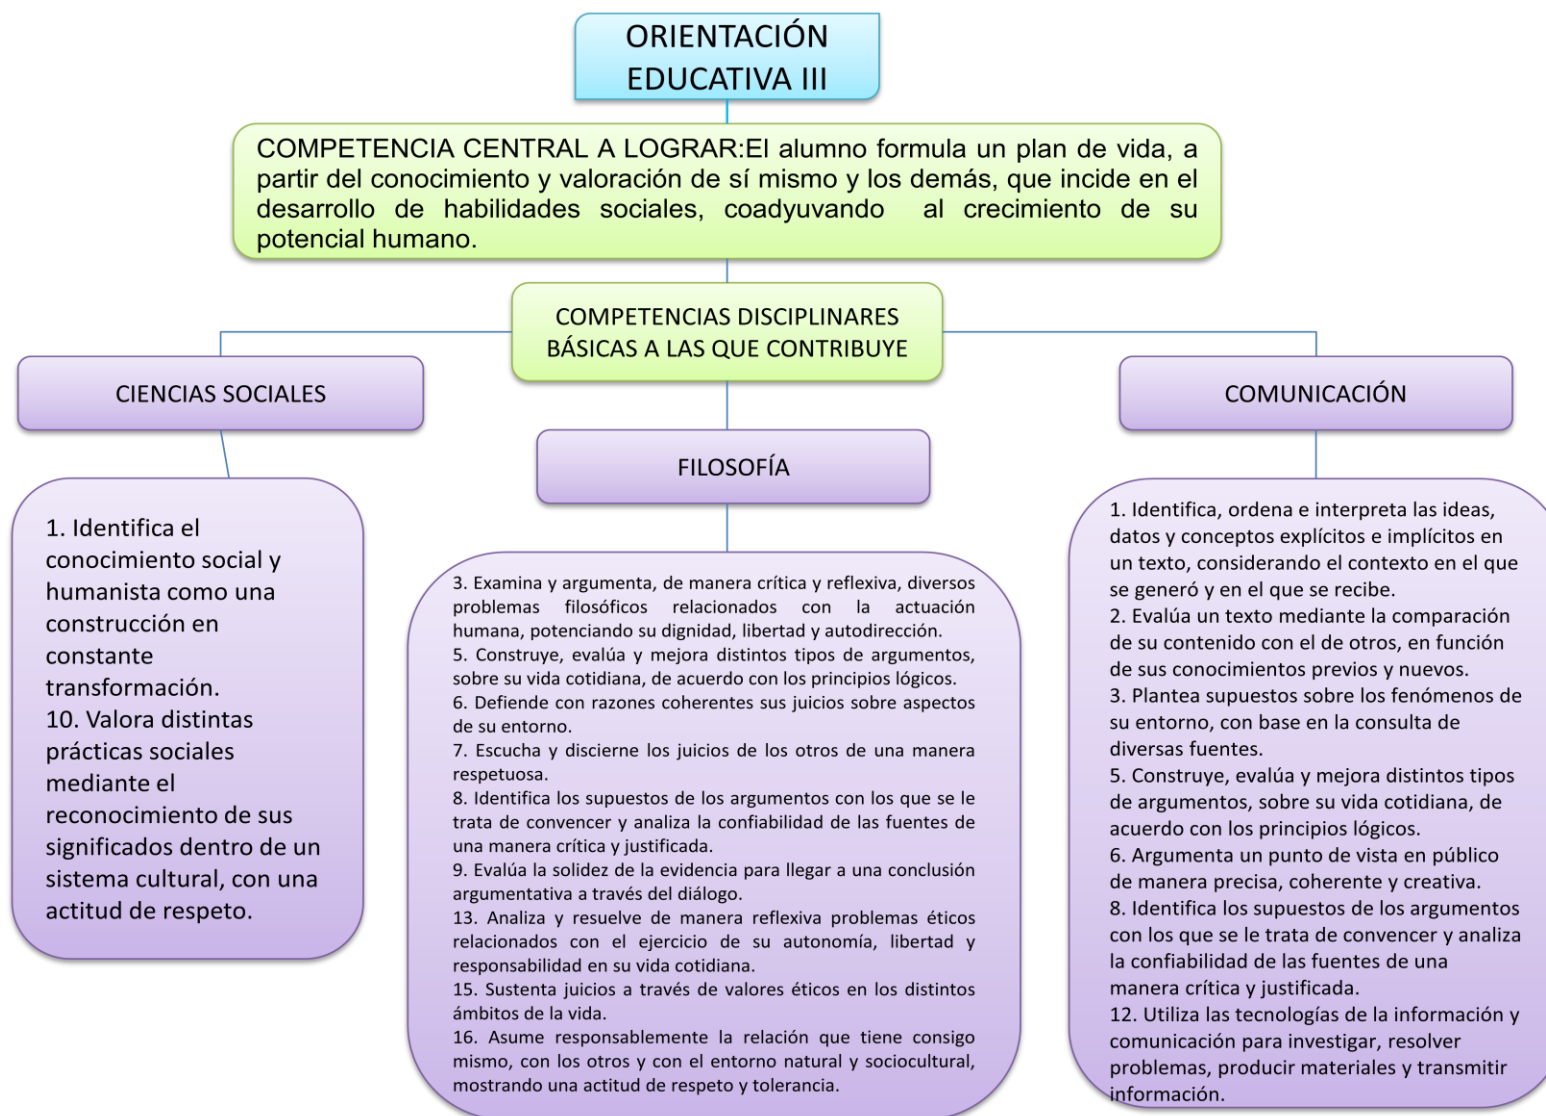 ORIENTACIÓN
EDUCATIVA III
COMPETENCIA CENTRAL A LOGRAR:El alumno formula un plan de vida, a
partir del conocimiento y valoración de sí mismo y los demás, que incide en el
desarrollo de habilidades sociales, coadyuvando al crecimiento de su
potencial humano.
COMPETENCIAS DISCIPLINARES
BÁSICAS A LAS QUE CONTRIBUYE
CIENCIAS SOCIALES
1. Identifica el
conocimiento social y
humanista como una
construcción en
constante
transformación.
10. Valora distintas
prácticas sociales
mediante el
reconocimiento de sus
significados dentro de un
sistema cultural, con una
actitud de respeto.
FILOSOFÍA
3. Examina y argumenta, de manera crítica y reflexiva, diversos
problemas filosóficos relacionados con la actuación
humana, potenciando su dignidad, libertad y autodirección.
5. Construye, evalúa y mejora distintos tipos de argumentos,
sobre su vida cotidiana, de acuerdo con los principios lógicos.
6. Defiende con razones coherentes sus juicios sobre aspectos
de su entorno.
7. Escucha y discierne los juicios de los otros de una manera
respetuosa.
8. Identifica los supuestos de los argumentos con los que se le
trata de convencer y analiza la confiabilidad de las fuentes de
una manera crítica y justificada.
9. Evalúa la solidez de la evidencia para llegar a una conclusión
argumentativa a través del diálogo.
13. Analiza y resuelve de manera reflexiva problemas éticos
relacionados con el ejercicio de su autonomía, libertad y
responsabilidad en su vida cotidiana.
15. Sustenta juicios a través de valores éticos en los distintos
ámbitos de la vida.
16. Asume responsablemente la relación que tiene consigo
mismo, con los otros y con el entorno natural y sociocultural,
mostrando una actitud de respeto y tolerancia.
COMUNICACIÓN
1. Identifica, ordena e interpreta las ideas,
datos y conceptos explícitos e implícitos en
un texto, considerando el contexto en el que
se generó y en el que se recibe.
2. Evalúa un texto mediante la comparación
de su contenido con el de otros, en función
de sus conocimientos previos y nuevos.
3. Plantea supuestos sobre los fenómenos de
su entorno, con base en la consulta de
diversas fuentes.
5. Construye, evalúa y mejora distintos tipos
de argumentos, sobre su vida cotidiana, de
acuerdo con los principios lógicos.
6. Argumenta un punto de vista en público
de manera precisa, coherente y creativa.
8. Identifica los supuestos de los argumentos
con los que se le trata de convencer y analiza
la confiabilidad de las fuentes de una
manera crítica y justificada.
12. Utiliza las tecnologías de la información y
comunicación para investigar, resolver
problemas, producir materiales y transmitir
información.